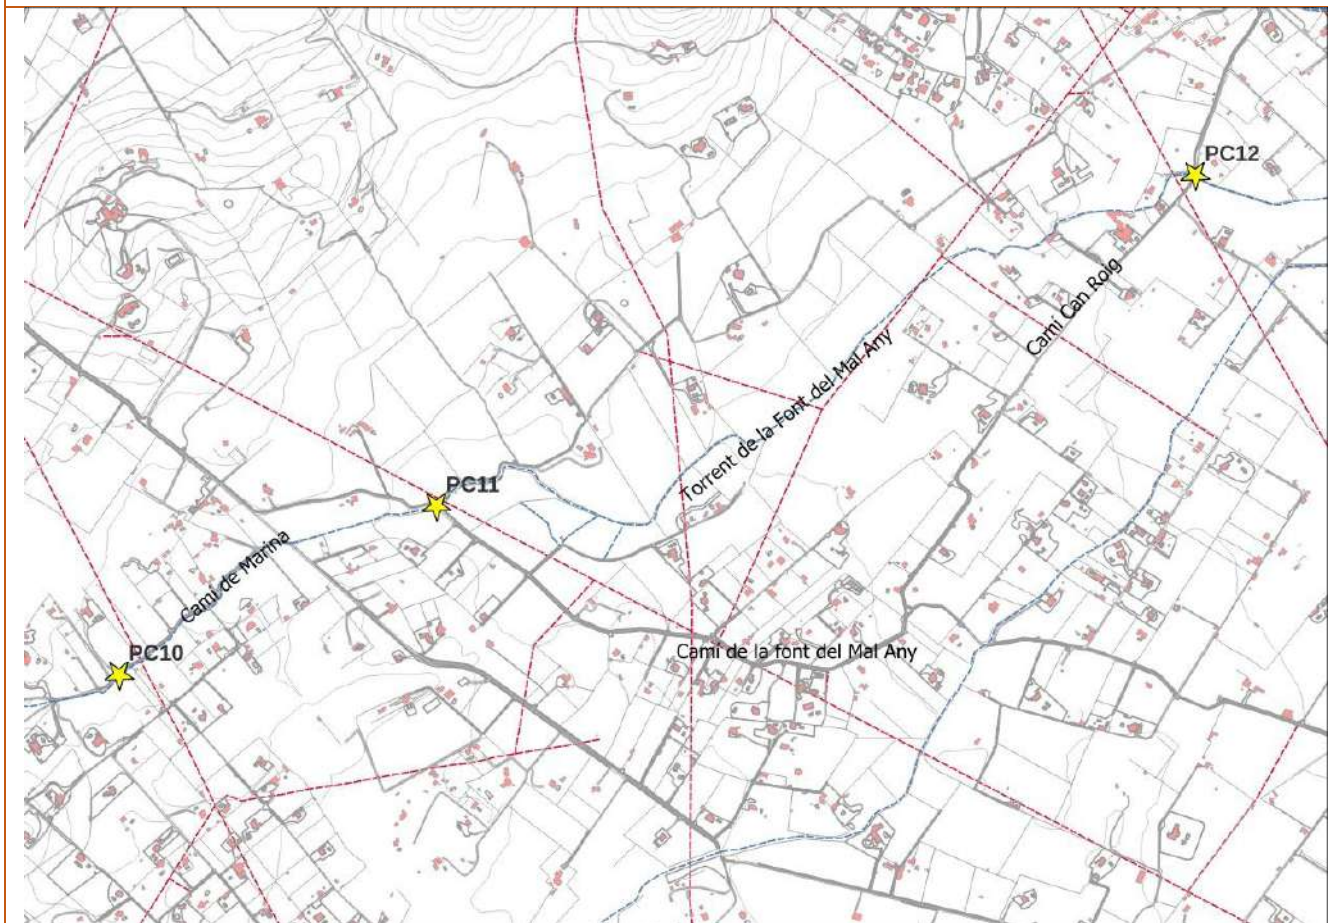 PC12
Camí Can Roig
Torrent de la Font del Mal Any
PC11
Camí de Marina
PC10
Camí de la font del Mal Any